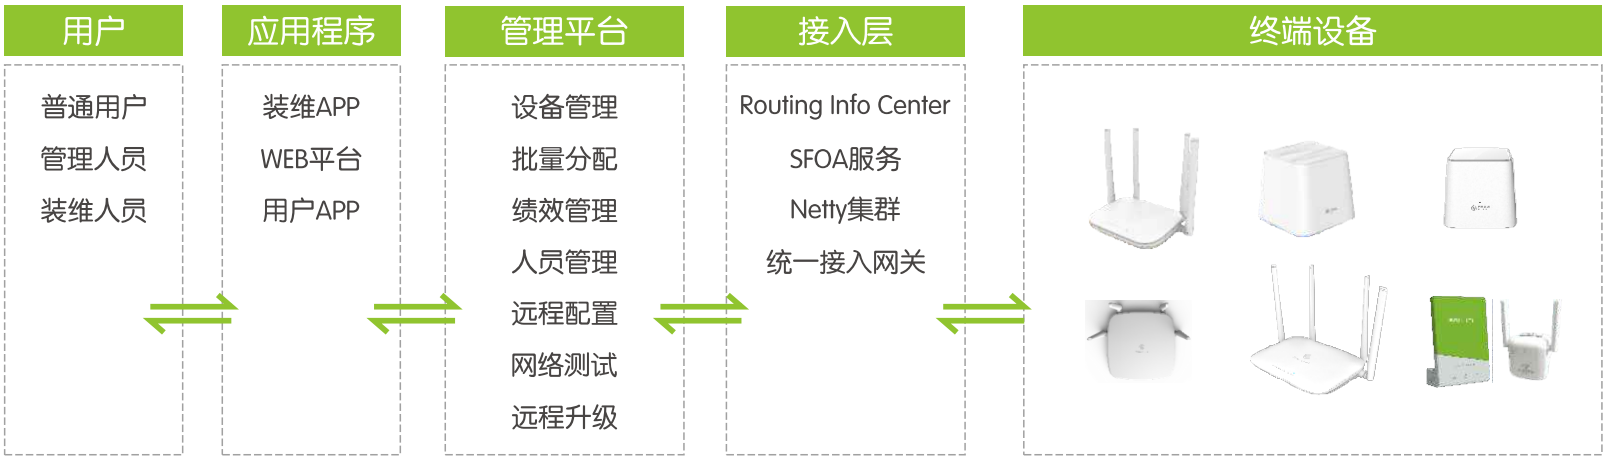 用户
普通用户
管理人员
装维人员
应用程序
装维APP
WEB平台
用户APP
管理平台
设备管理
批量分配
绩效管理
人员管理
远程配置
网络测试
远程升级
接入层
Routing Info Center
SFOA服务
Netty集群
统一接入网关
终端设备